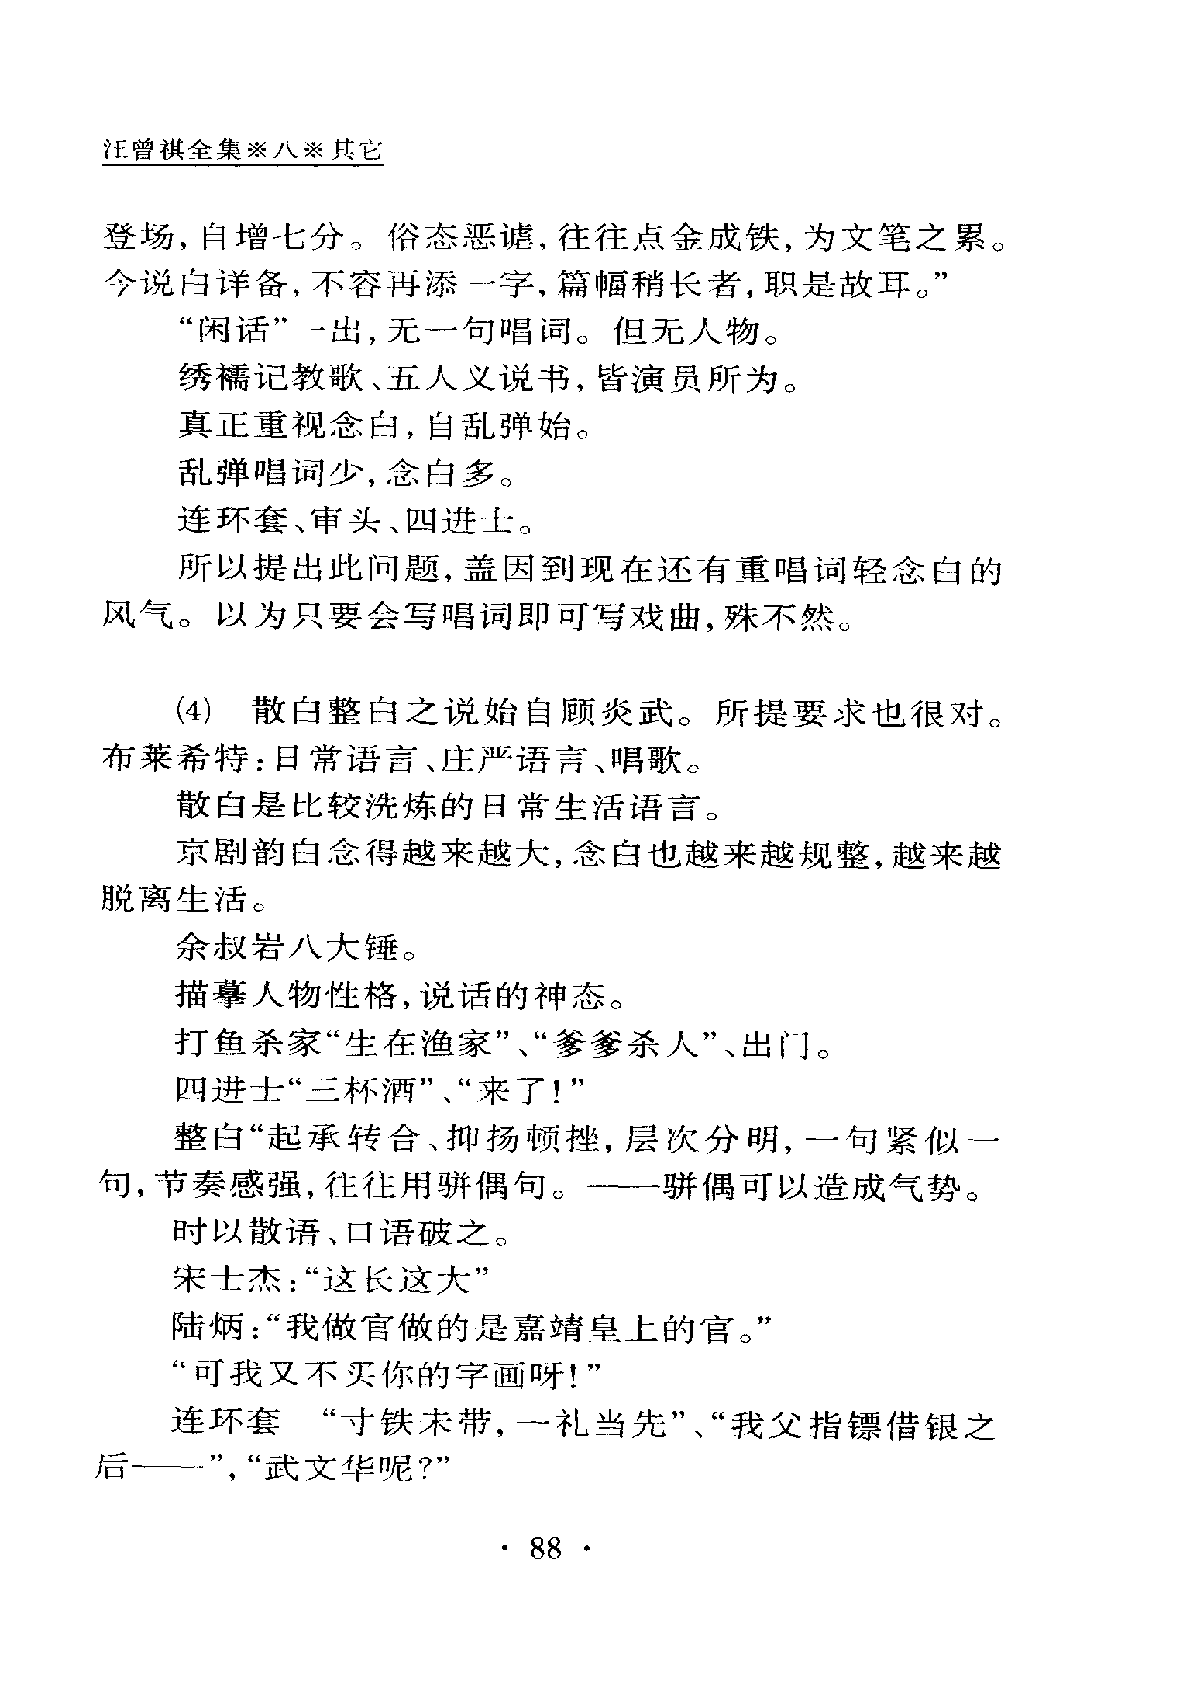 汪曾祺全集※八※其它
登场,自增七分。俗态恶谑,往往点金成铁,为文笔之累。
今说白详备,不容再添一字,篇幅稍长者,职是故耳。”
“闲话”一出,无一句唱词。但无人物。
绣襦记教歌、五人义说书,皆演员所为。
真正重视念白,自乱弹始。
乱弹唱词少,念白多。
连环套、审头、四进士。
所以提出此问题,盖因到现在还有重唱词轻念白的
风气。以为只要会写唱词即可写戏曲,殊不然。
(4) 散白整白之说始自顾炎武。所提要求也很对。
布莱希特:日常语言、庄严语言、唱歌。
散白是比较洗炼的日常生活语言。
京剧韵白念得越来越大,念白也越来越规整,越来越
脱离生活。
余叔岩八大锤。
描摹人物性格,说话的神态。
打鱼杀家“生在渔家”、“爹爹杀人”、出门。
四进士“三杯酒”、“来了!”
整白“起承转合、抑扬顿挫,层次分明,一句紧似一
句,节奏感强,往往用骈偶句。——骈偶可以造成气势。
时以散语、口语破之。
宋士杰:“这长这大”
陆炳:“我做官做的是嘉靖皇上的官。”
“可我又不买你的字画呀!”
连环套 “寸铁未带,一礼当先”、“我父指镖借银之
后——”,“武文华呢?”
· 88 ·